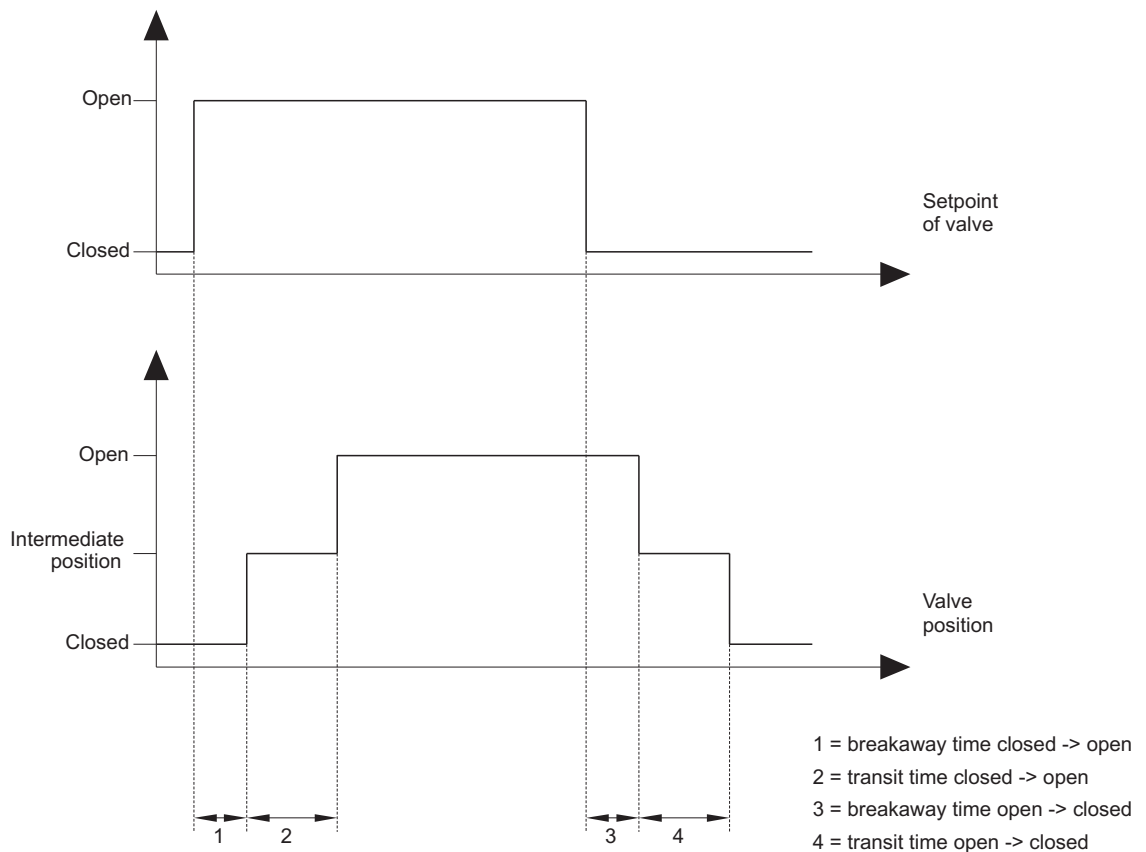 Open
Closed
Setpoint
of valve
Open
Intermediate
position
Closed
Valve
position
1
2
3
4
1 = breakaway time closed -> open
2 = transit time closed -> open
3 = breakaway time open -> closed
4 = transit time open -> closed